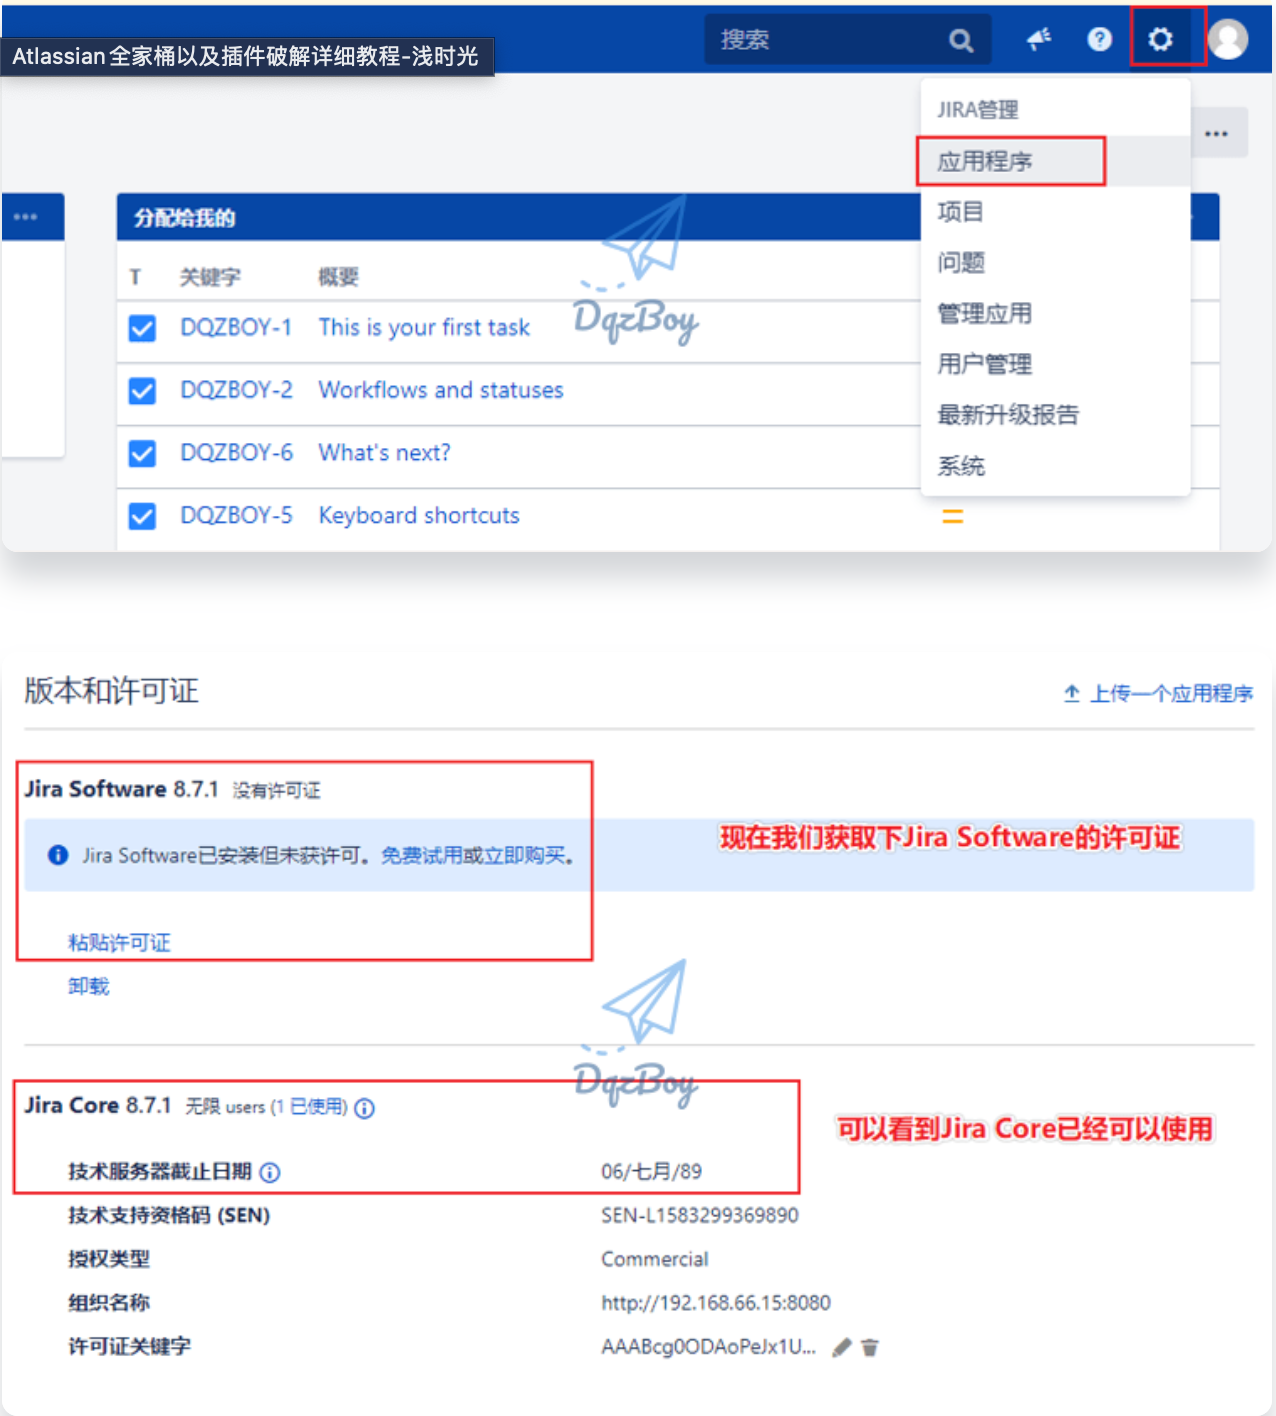 搜索
Atlassian全家桶以及插件破解详细教程-浅时光
JIRA管理
应用程序
项目
问题
管理应用
用户管理
最新升级报告
系统
分配给我的
T 关键字 概要
DQZBOY-1 This is your first task
DQZBOY-2 Workflows and statuses
DQZBOY-6 What's next?
DQZBOY-5 Keyboard shortcuts
DqzBoy
版本和许可证
上传一个应用程序
Jira Software 8.7.1 没有许可证
Jira Software已安装但未获许可。免费试用或立即购买。
现在我们获取下Jira Software的许可证
粘贴许可证
卸载
DqzBoy
Jira Core 8.7.1 无限 users (1 已使用)
可以看到Jira Core已经可以使用
技术服务器截止日期 06/七月/89
技术支持资格码 (SEN) SEN-L1583299369890
授权类型 Commercial
组织名称 http://192.168.66.15:8080
许可证关键字 AAABcg0ODAoPeJx1U...